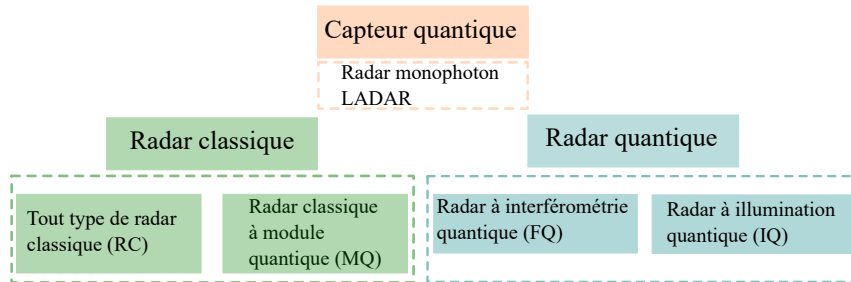 Capteur quantique
Radar monophoton
LADAR
Radar classique
Radar quantique
Tout type de radar
classique (RC)
Radar classique
à module
quantique (MQ)
Radar à interférométrie
quantique (FQ)
Radar à illumination
quantique (IQ)